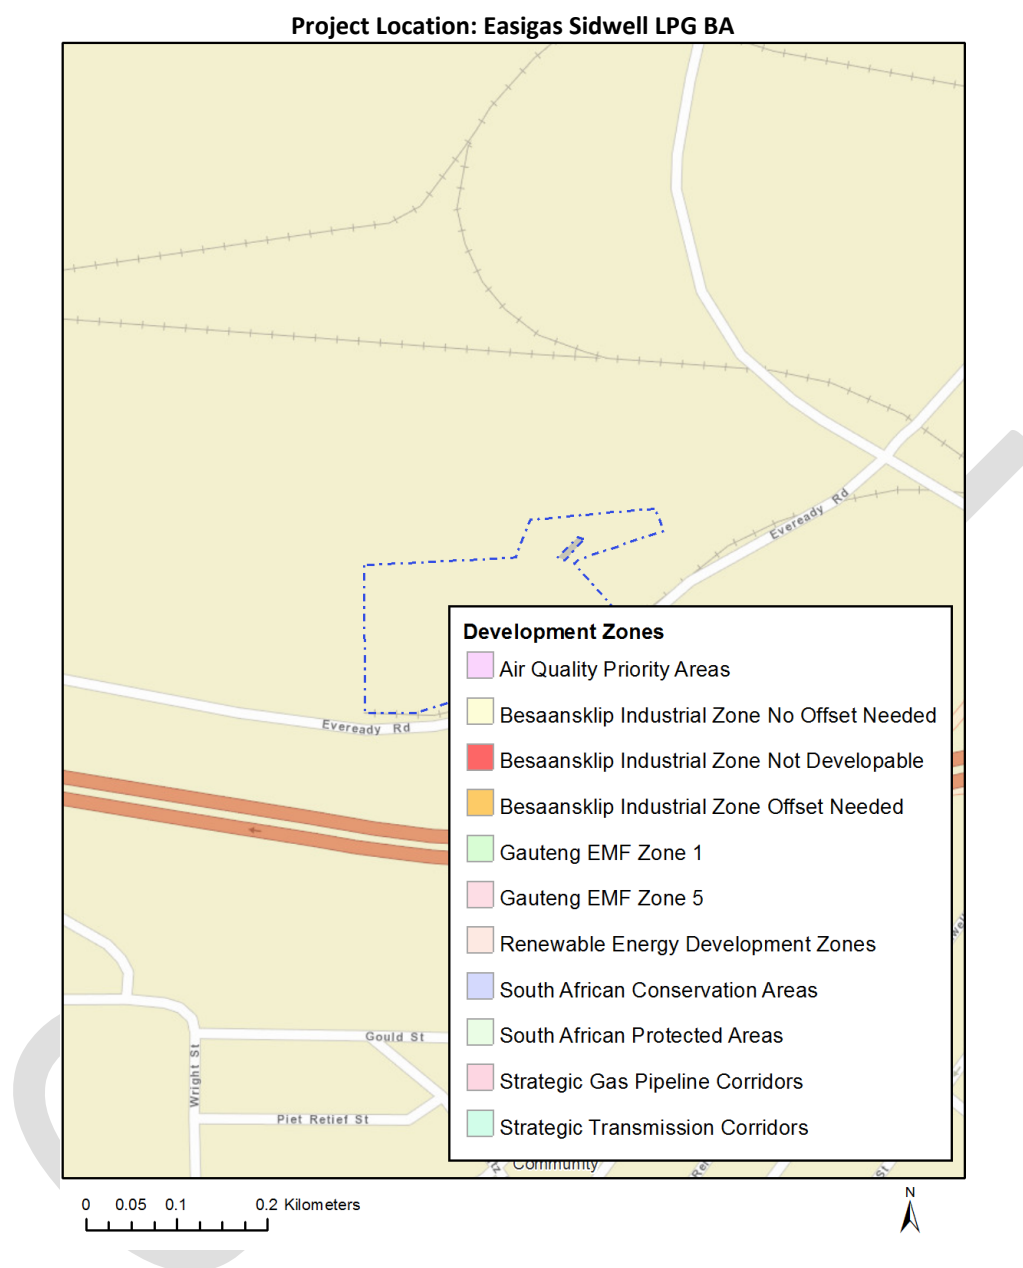 Project Location: Easigas Sidwell LPG BA
Eveready Rd
Eveready Rd
Development Zones
Air Quality Priority Areas
Besaansklip Industrial Zone No Offset Needed
Besaansklip Industrial Zone Not Developable
Besaansklip Industrial Zone Offset Needed
Gauteng EMF Zone 1
Gauteng EMF Zone 5
Renewable Energy Development Zones
South African Conservation Areas
South African Protected Areas
Strategic Gas Pipeline Corridors
Strategic Transmission Corridors
Gould St
Wright St
Piet Retief St
Community
St
0 0.05 0.1 0.2 Kilometers
N